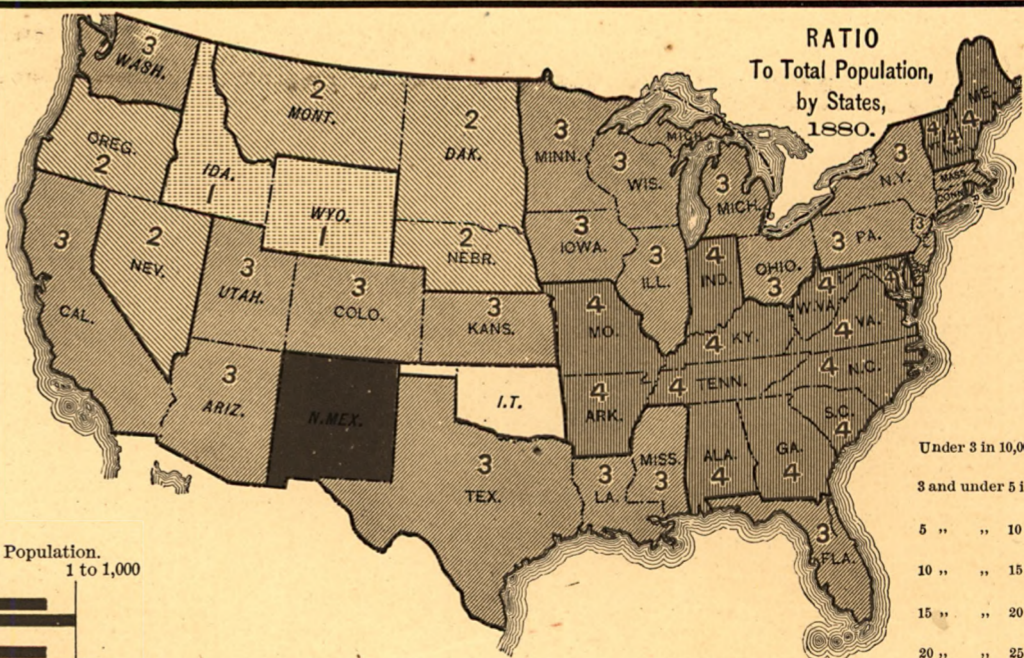 RATIO
To Total Population,
by States,
1880.
3
WASH.
2
MONT.
2
DAK.
OREG.
2
IDA.
1
WYO.
1
3
MINN.
3
WIS.
MICH.
3
MICH.
3
N.Y.
4
4
4
ME.
MASS.
CONN.
3
CAL.
2
NEV.
3
UTAH.
3
COLO.
2
NEBR.
3
IOWA.
3
ILL.
4
IND.
OHIO.
3
3 PA.
3
3
KANS.
4
MO.
4 KY.
4
W.VA.
4 VA.
3
ARIZ.
N.MEX.
I.T.
4
ARK.
4 TENN.
4 N.C.
S.C.
4
3
TEX.
3
LA.
MISS.
3
ALA.
4
GA.
4
3
FLA.
Population.
1 to 1,000
Under 3 in 10,0
3 and under 5 i
5 „ „ 10
10 „ „ 15
15 „ „ 20
20 „ „ 25